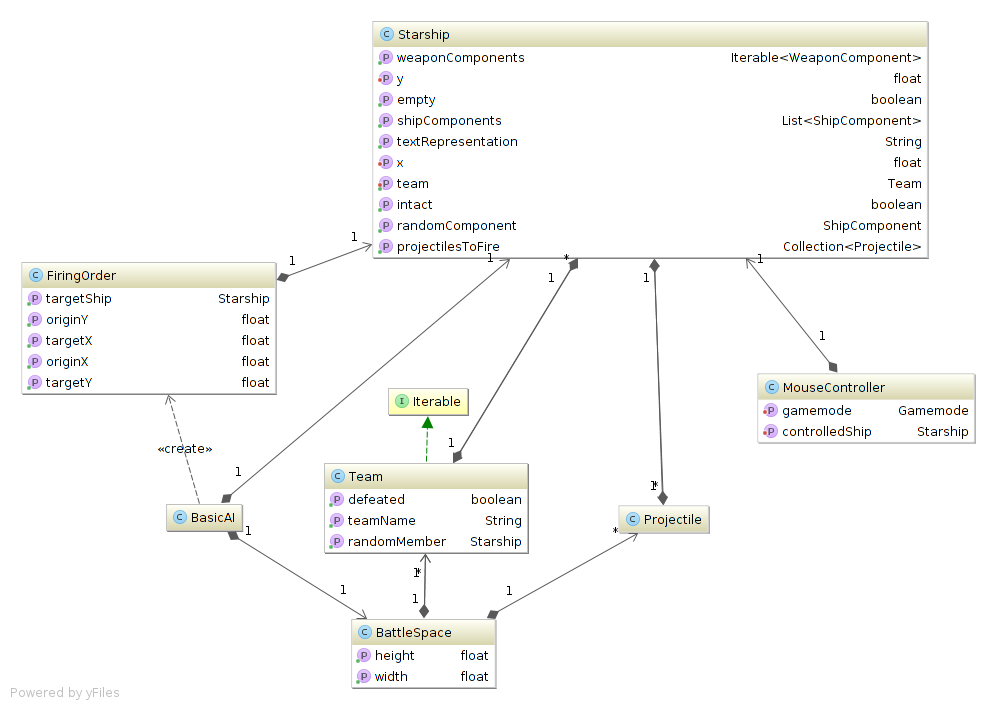 C Starship
P weaponComponents Iterable<WeaponComponent>
P y float
P empty boolean
P shipComponents List<ShipComponent>
P textRepresentation String
P x float
P team Team
P intact boolean
P randomComponent ShipComponent
P projectilesToFire Collection<Projectile>
1
1
1 * 1
1 1
C FiringOrder
P targetShip Starship
P originY float
P targetX float
P originX float
P targetY float
1
C MouseController
P gamemode Gamemode
P controlledShip Starship
I Iterable
«create»
1
1
C Team
P defeated boolean
P teamName String
P randomMember Starship
1 *
C BasicAI
C Projectile
1
*
1 *
1
1
1
C BattleSpace
P height float
P width float
Powered by yFiles